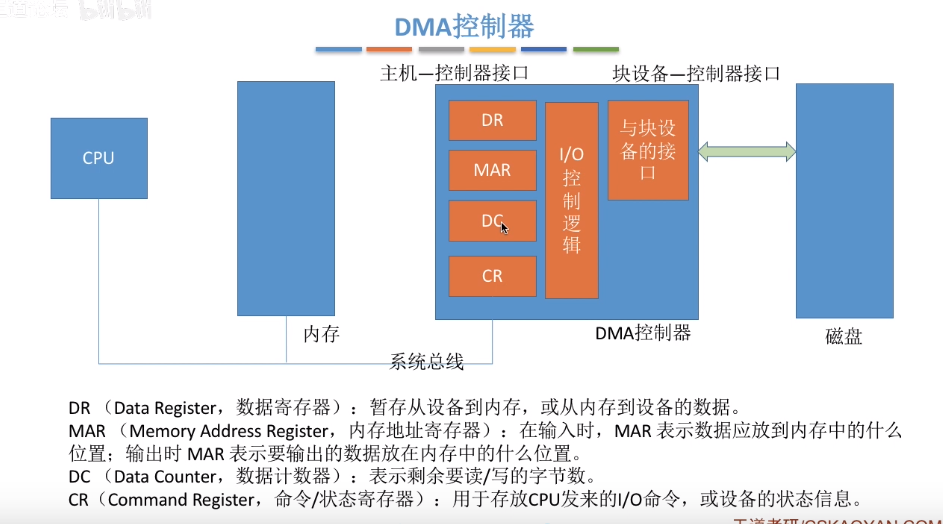 bilibili
DMA控制器
主机—控制器接口
块设备—控制器接口
CPU
DR
MAR
DC
CR
I/O
控
制
逻
辑
与块设
备的接
口
内存
系统总线
DMA控制器
磁盘
DR （Data Register，数据寄存器）：暂存从设备到内存，或从内存到设备的数据。
MAR （Memory Address Register，内存地址寄存器）：在输入时，MAR 表示数据应放到内存中的什么
位置；输出时 MAR 表示要输出的数据放在内存中的什么位置。
DC （Data Counter，数据计数器）：表示剩余要读/写的字节数。
CR（Command Register，命令/状态寄存器）：用于存放CPU发来的I/O命令，或设备的状态信息。